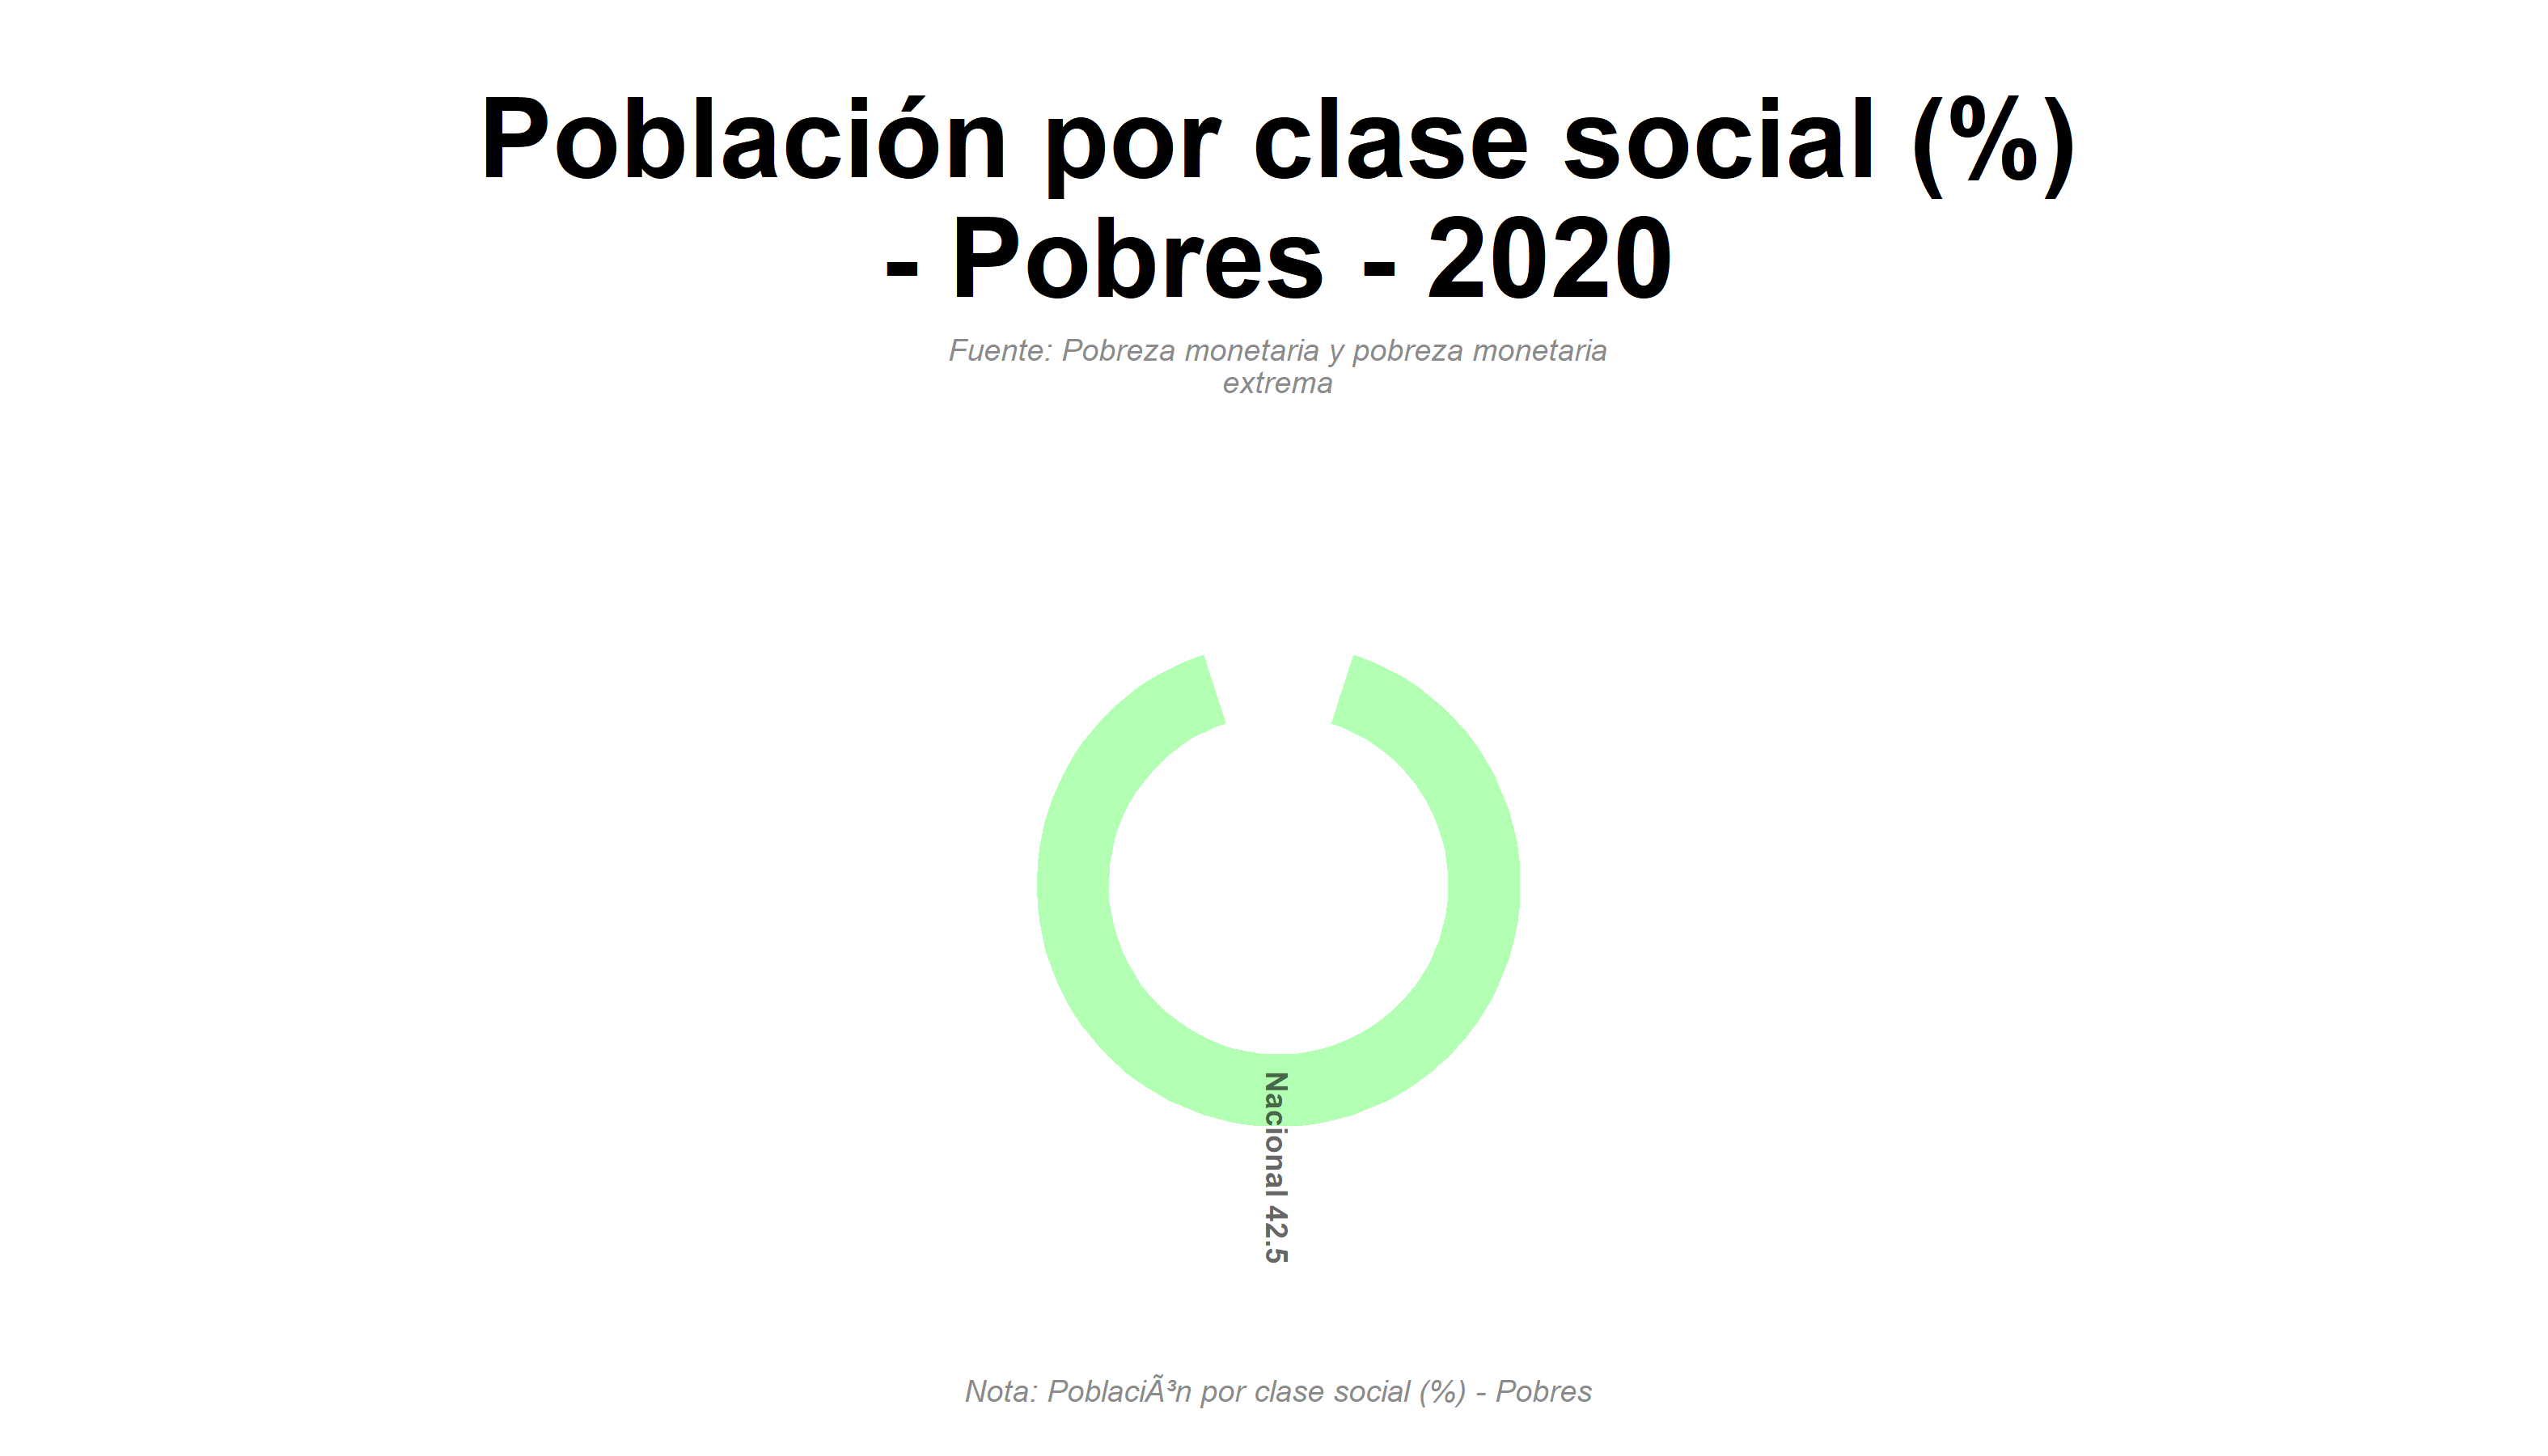 Población por clase social (%)
- Pobres - 2020
Fuente: Pobreza monetaria y pobreza monetaria
extrema
Nacional 42.5
Nota: PoblaciÃ³n por clase social (%) - Pobres